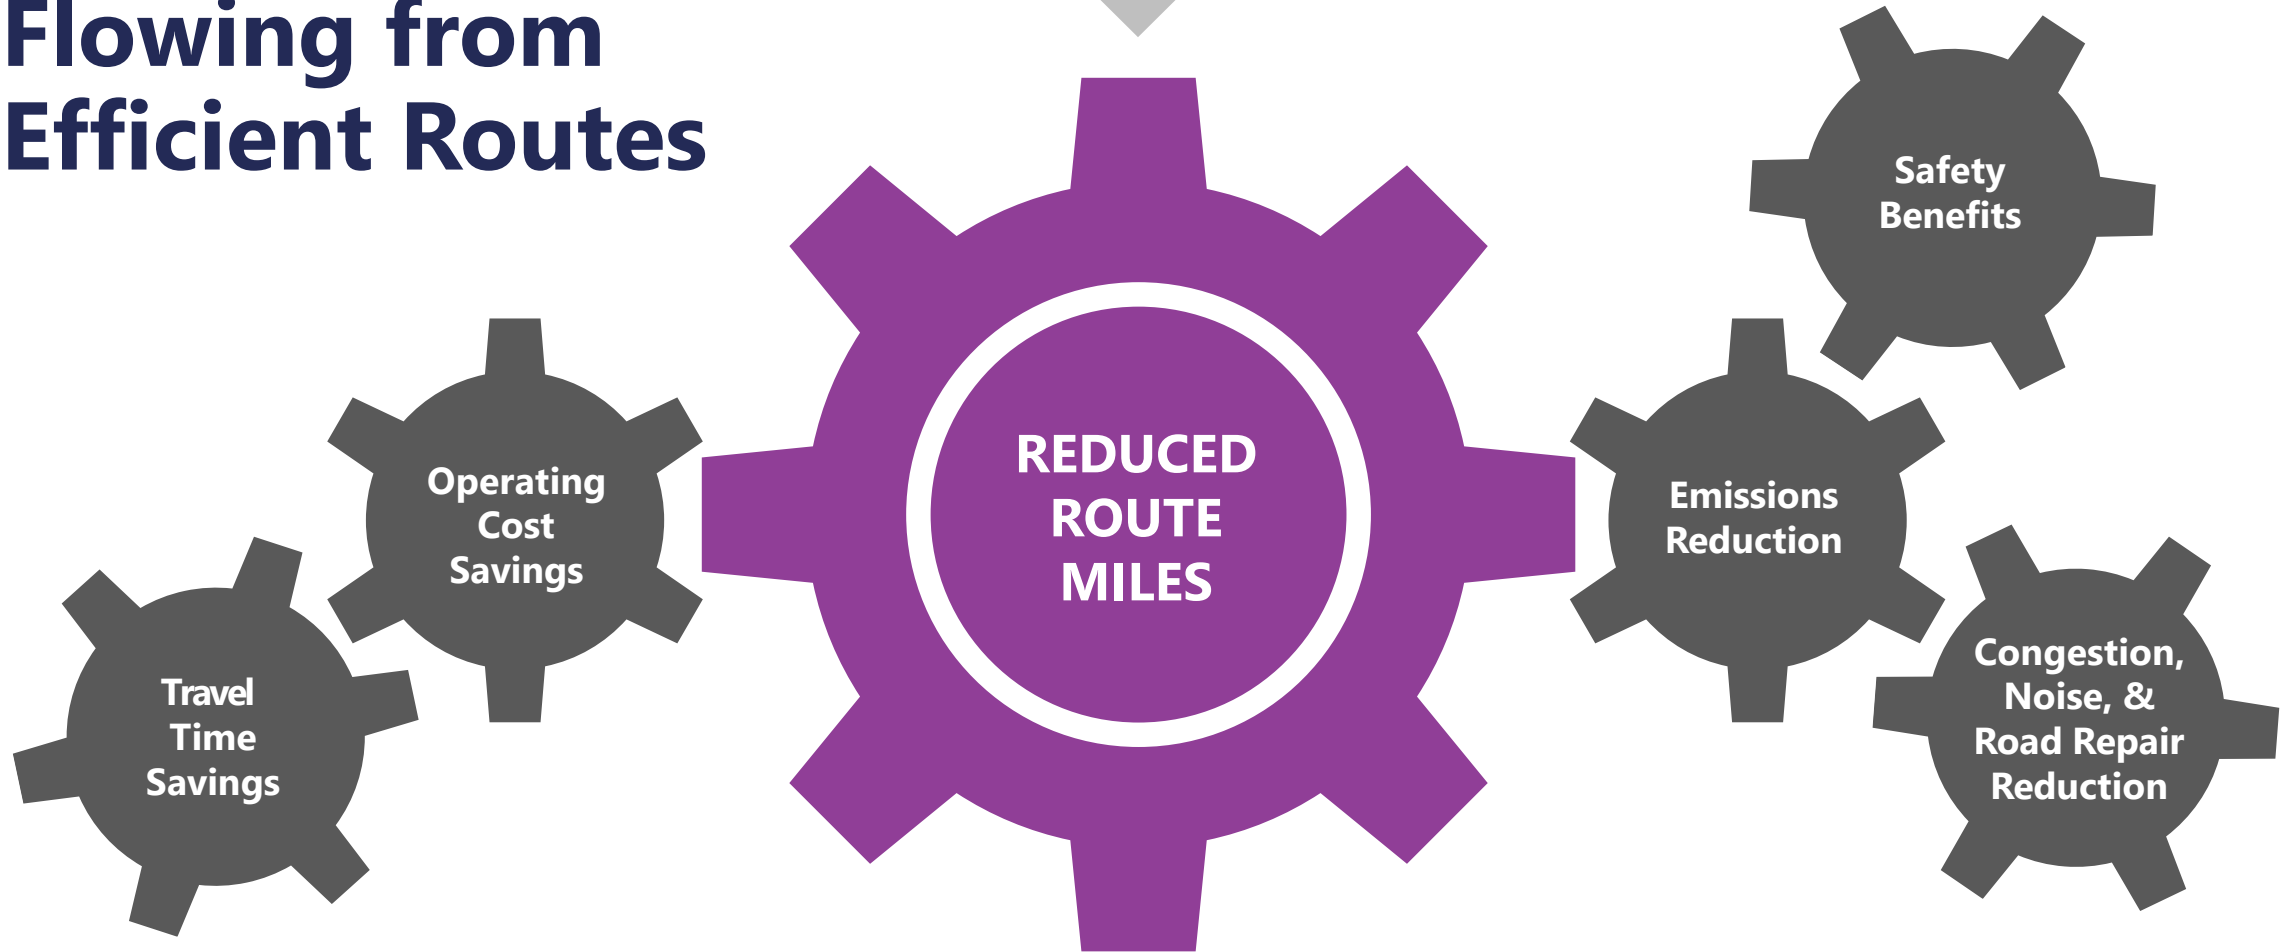 Flowing from
Efficient Routes
Safety
Benefits
REDUCED
ROUTE
MILES
Operating
Cost
Savings
Emissions
Reduction
Travel
Time
Savings
Congestion,
Noise, &
Road Repair
Reduction